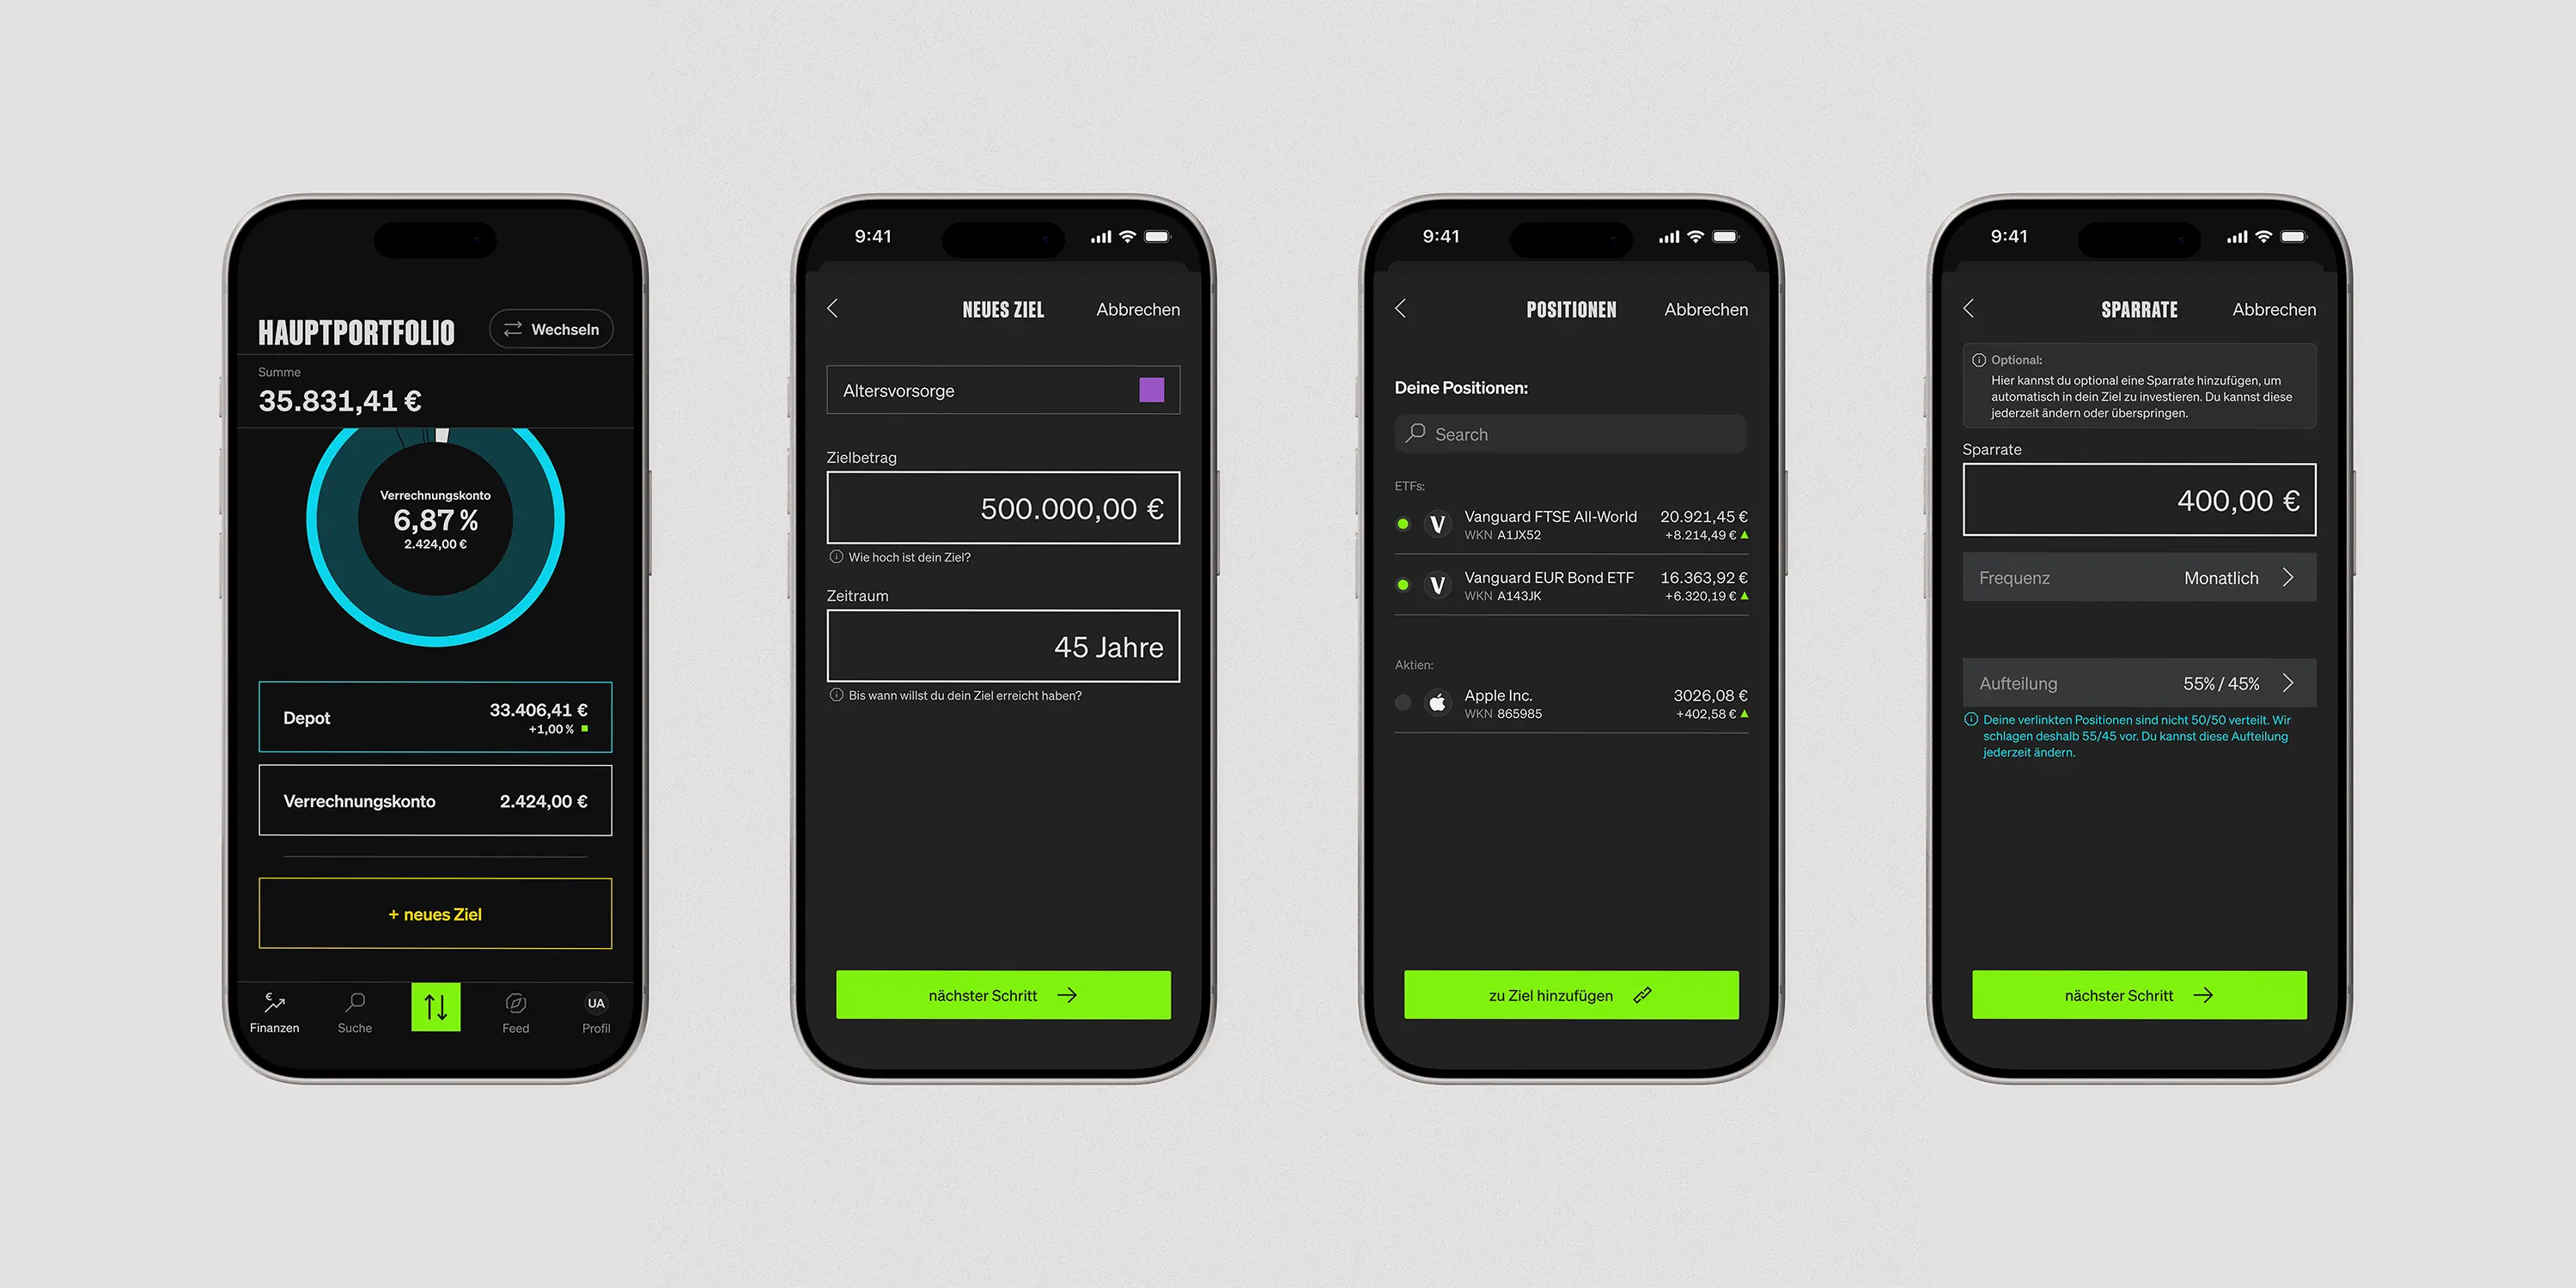 HAUPTPORTFOLIO
Wechseln
Summe
35.831,41 €
Verrechnungskonto
6,87 %
2.424,00 €
Depot
33.406,41 €
+1,00 %
Verrechnungskonto
2.424,00 €
+ neues Ziel
Finanzen
Suche
Feed
UA
Profil
9:41
NEUES ZIEL
Abbrechen
Altersvorsorge
Zielbetrag
500.000,00 €
Wie hoch ist dein Ziel?
Zeitraum
45 Jahre
Bis wann willst du dein Ziel erreicht haben?
nächster Schritt
9:41
POSITIONEN
Abbrechen
Deine Positionen:
Search
ETFs:
Vanguard FTSE All-World
20.921,45 €
WKN A1JX52
+8.214,49 €
Vanguard EUR Bond ETF
16.363,92 €
WKN A143JK
+6.320,19 €
Aktien:
Apple Inc.
3026,08 €
WKN 865985
+402,58 €
zu Ziel hinzufügen
9:41
SPARRATE
Abbrechen
Optional:
Hier kannst du optional eine Sparrate hinzufügen, um
automatisch in dein Ziel zu investieren. Du kannst diese
jederzeit ändern oder überspringen.
Sparrate
400,00 €
Frequenz
Monatlich
Aufteilung
55% / 45%
Deine verlinkten Positionen sind nicht 50/50 verteilt. Wir
schlagen deshalb 55/45 vor. Du kannst diese Aufteilung
jederzeit ändern.
nächster Schritt